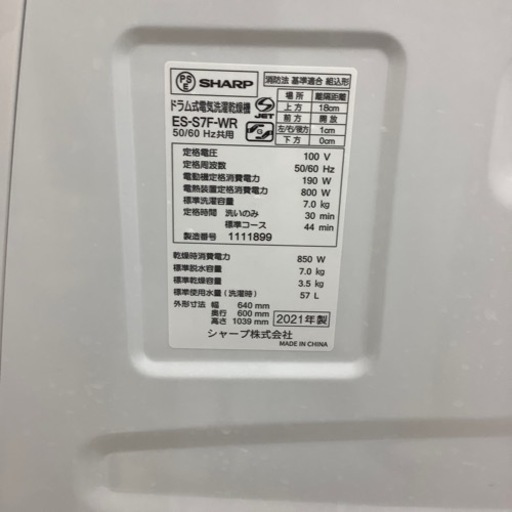 PSE SHARP
消防法 基準適合 組込形
ドラム式電気洗濯乾燥機
ES-S7F-WR
50/60 Hz共用
S-JET
場所 離隔距離
上方 18cm
前方 開放
左/右/後方 1cm
下方 0cm
定格電圧 100 V
定格周波数 50/60 Hz
電動機定格消費電力 190 W
電熱装置定格消費電力 800 W
標準洗濯容量 7.0 kg
定格時間 洗いのみ 30 min
標準コース 44 min
製造番号 1111899
乾燥時消費電力 850 W
標準脱水容量 7.0 kg
標準乾燥容量 3.5 kg
標準使用水量(洗濯時) 57 L
外形寸法 幅 640 mm
奥行 600 mm
高さ 1039 mm
2021年製
シャープ株式会社
MADE IN CHINA